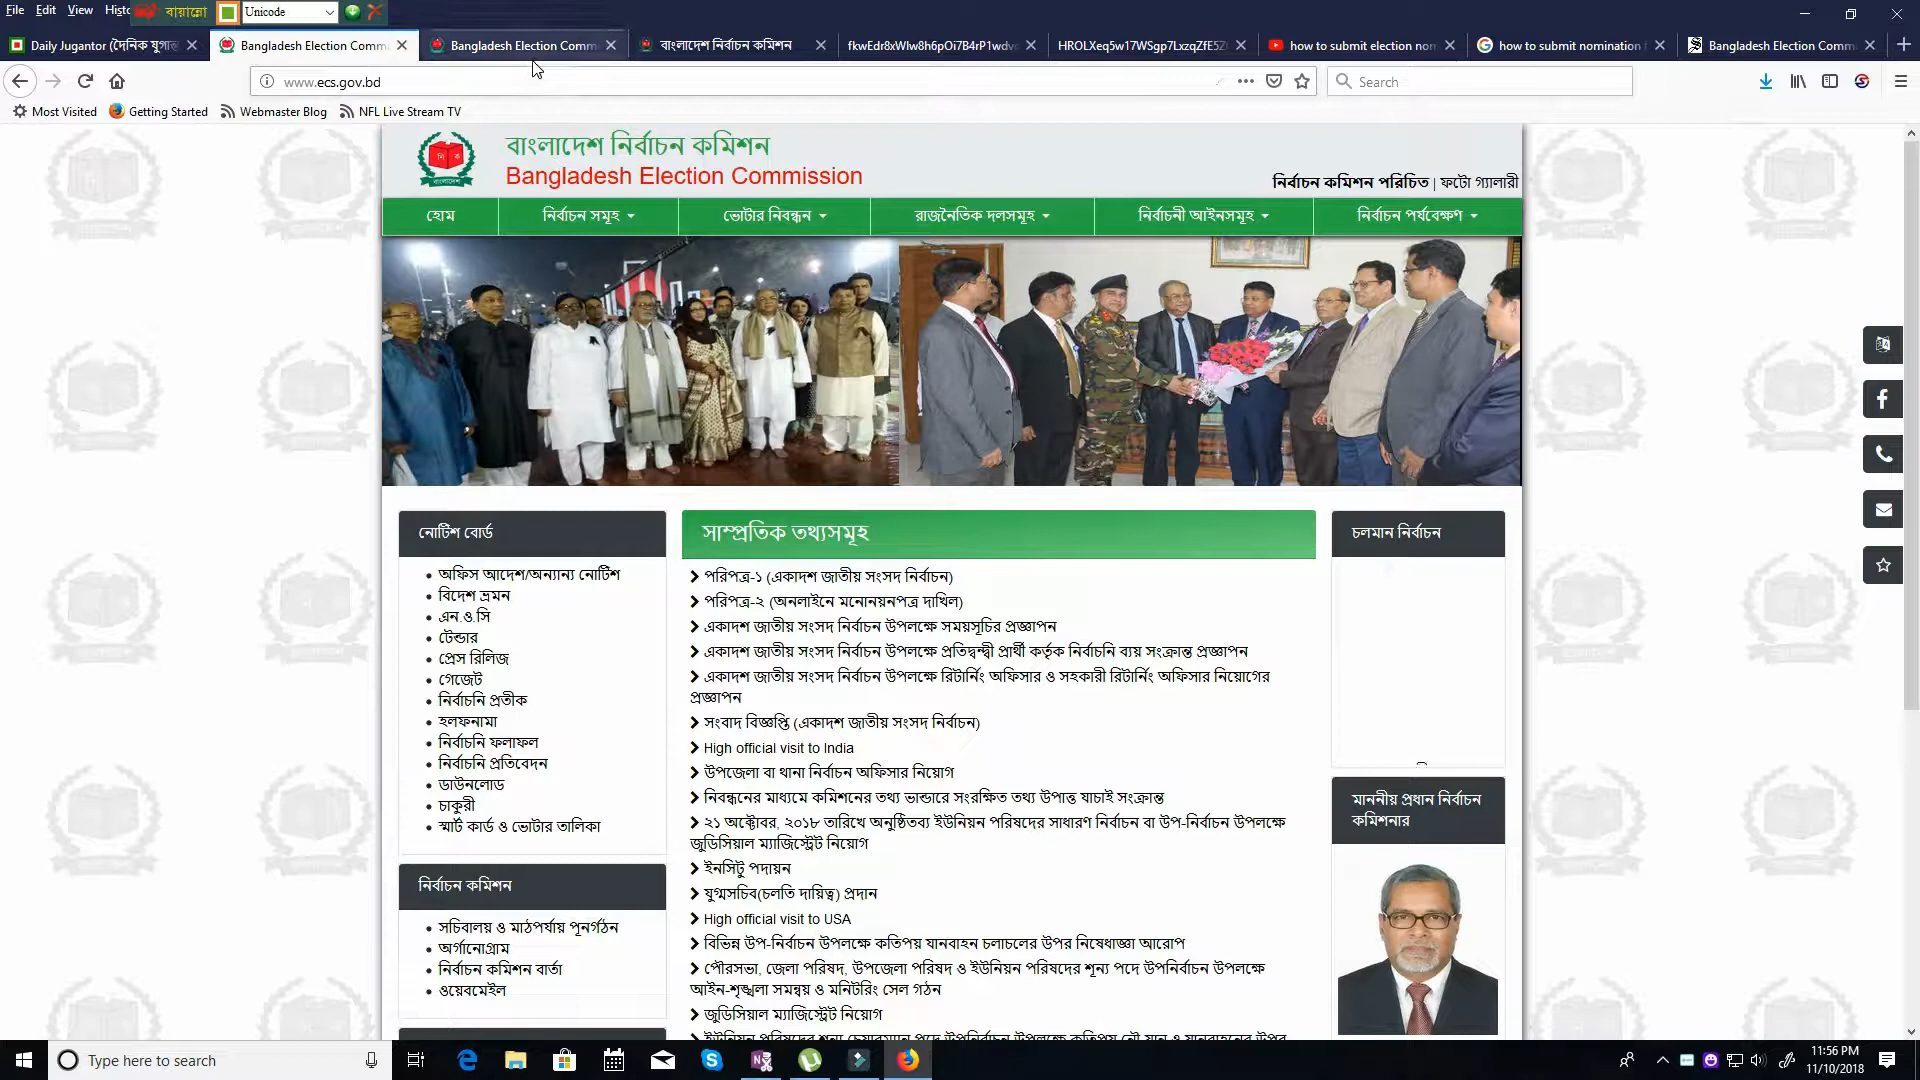 File Edit View Histo বায়ান্নো Unicode
Daily Jugantor (দৈনিক যুগান্ত
Bangladesh Election Comm
Bangladesh Election Comm
বাংলাদেশ নির্বাচন কমিশন
fkwEdr8xWlw8h6pOi7B4rP1wdv
HROLXeq5w17WSgp7LxzqZfE5Z
how to submit election nom
how to submit nomination
Bangladesh Election Comm
www.ecs.gov.bd
Search
Most Visited Getting Started Webmaster Blog NFL Live Stream TV
বাংলাদেশ নির্বাচন কমিশন
Bangladesh Election Commission
নির্বাচন কমিশন পরিচিত | ফটো গ্যালারী
হোম নির্বাচন সমূহ ভোটার নিবন্ধন রাজনৈতিক দলসমূহ নির্বাচনী আইনসমূহ নির্বাচন পর্যবেক্ষণ
নোটিশ বোর্ড
অফিস আদেশ/অন্যান্য নোটিশ
বিদেশ ভ্রমন
এন.ও.সি
টেন্ডার
প্রেস রিলিজ
গেজেট
নির্বাচনি প্রতীক
হলফনামা
নির্বাচনি ফলাফল
নির্বাচনি প্রতিবেদন
ডাউনলোড
চাকুরী
স্মার্ট কার্ড ও ভোটার তালিকা
নির্বাচন কমিশন
সচিবালয় ও মাঠপর্যায় পূনর্গঠন
অর্গানোগ্রাম
নির্বাচন কমিশন বার্তা
ওয়েবমেইল
সাম্প্রতিক তথ্যসমূহ
পরিপত্র-১ (একাদশ জাতীয় সংসদ নির্বাচন)
পরিপত্র-২ (অনলাইনে মনোনয়নপত্র দাখিল)
একাদশ জাতীয় সংসদ নির্বাচন উপলক্ষে সময়সূচির প্রজ্ঞাপন
একাদশ জাতীয় সংসদ নির্বাচন উপলক্ষে প্রতিদ্বন্দ্বী প্রার্থী কর্তৃক নির্বাচনি ব্যয় সংক্রান্ত প্রজ্ঞাপন
একাদশ জাতীয় সংসদ নির্বাচন উপলক্ষে রিটার্নিং অফিসার ও সহকারী রিটার্নিং অফিসার নিয়োগের
প্রজ্ঞাপন
সংবাদ বিজ্ঞপ্তি (একাদশ জাতীয় সংসদ নির্বাচন)
High official visit to India
উপজেলা বা থানা নির্বাচন অফিসার নিয়োগ
নিবন্ধনের মাধ্যমে কমিশনের তথ্য ভান্ডারে সংরক্ষিত তথ্য উপাত্ত যাচাই সংক্রান্ত
২১ অক্টোবর, ২০১৮ তারিখে অনুষ্ঠিতব্য ইউনিয়ন পরিষদের সাধারণ নির্বাচন বা উপ-নির্বাচন উপলক্ষে
জুডিসিয়াল ম্যাজিস্ট্রেট নিয়োগ
ইনসিটু পদায়ন
যুগ্মসচিব(চলতি দায়িত্ব) প্রদান
High official visit to USA
বিভিন্ন উপ-নির্বাচন উপলক্ষে কতিপয় যানবাহন চলাচলের উপর নিষেধাজ্ঞা আরোপ
পৌরসভা, জেলা পরিষদ, উপজেলা পরিষদ ও ইউনিয়ন পরিষদের শূন্য পদে উপনির্বাচন উপলক্ষে
আইন-শৃঙ্খলা সমন্বয় ও মনিটরিং সেল গঠন
জুডিসিয়াল ম্যাজিস্ট্রেট নিয়োগ
চলমান নির্বাচন
মাননীয় প্রধান নির্বাচন
কমিশনার
Type here to search
11:56 PM
11/10/2018